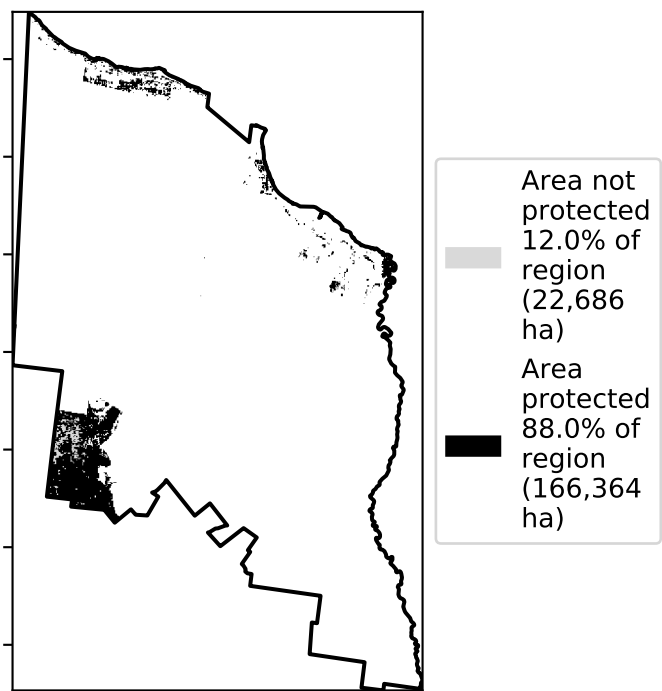 Area not
protected
12.0% of
region
(22,686
ha)
Area
protected
88.0% of
region
(166,364
ha)